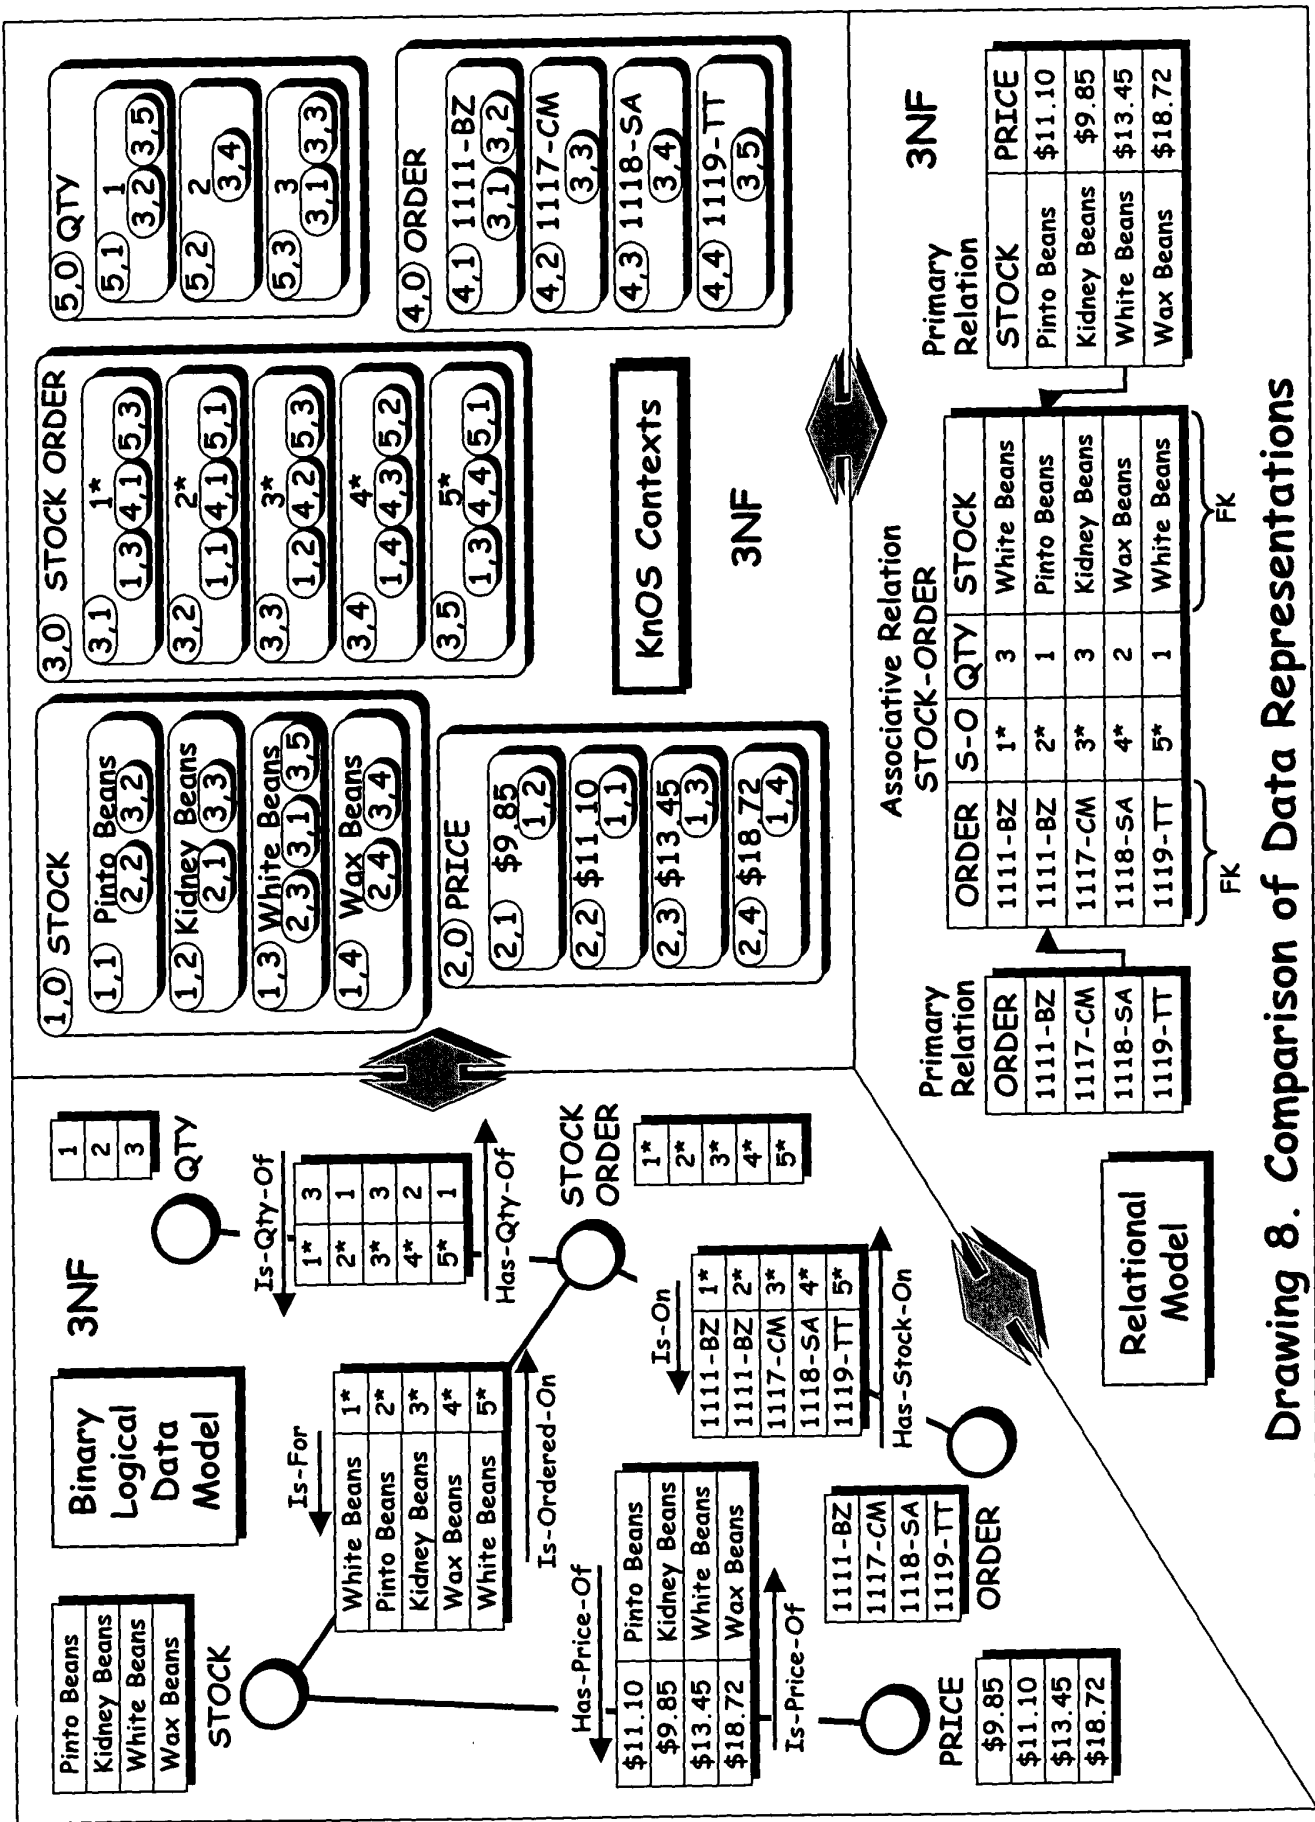 Pinto Beans
Kidney Beans
White Beans
Wax Beans
STOCK
Binary
Logical
Data
Model
3NF
1
2
3
QTY
Is-For
White Beans 1*
Pinto Beans 2*
Kidney Beans 3*
Wax Beans 4*
White Beans 5*
Is-Ordered-On
Is-Qty-Of
1* 3
2* 1
3* 3
4* 2
5* 1
Has-Qty-Of
STOCK
ORDER
1*
2*
3*
4*
5*
Has-Price-Of
$11.10 Pinto Beans
$9.85 Kidney Beans
$13.45 White Beans
$18.72 Wax Beans
Is-Price-Of
Is-On
1111-BZ 1*
1111-BZ 2*
1117-CM 3*
1118-SA 4*
1119-TT 5*
Has-Stock-On
PRICE
$9.85
$11.10
$13.45
$18.72
1111-BZ
1117-CM
1118-SA
1119-TT
ORDER
1,0 STOCK
1,1 Pinto Beans
2,2 3,2
1,2 Kidney Beans
2,1 3,3
1,3 White Beans
2,3 3,1 3,5
1,4 Wax Beans
2,4 3,4
2,0 PRICE
2,1 $9.85
1,2
2,2 $11.10
1,1
2,3 $13.45
1,3
2,4 $18.72
1,4
3,0 STOCK ORDER
3,1 1*
1,3 4,1 5,3
3,2 2*
1,1 4,1 5,1
3,3 3*
1,2 4,2 5,3
3,4 4*
1,4 4,3 5,2
3,5 5*
1,3 4,4 5,1
KnOS Contexts
3NF
5,0 QTY
5,1 1
3,2 3,5
5,2 2
3,4
5,3 3
3,1 3,3
4,0 ORDER
4,1 1111-BZ
3,1 3,2
4,2 1117-CM
3,3
4,3 1118-SA
3,4
4,4 1119-TT
3,5
Relational
Model
Primary
Relation
ORDER
1111-BZ
1117-CM
1118-SA
1119-TT
Associative Relation
STOCK-ORDER
ORDER S-O QTY STOCK
1111-BZ 1* 3 White Beans
1111-BZ 2* 1 Pinto Beans
1117-CM 3* 3 Kidney Beans
1118-SA 4* 2 Wax Beans
1119-TT 5* 1 White Beans
FK FK
Primary
Relation
3NF
STOCK PRICE
Pinto Beans $11.10
Kidney Beans $9.85
White Beans $13.45
Wax Beans $18.72
Drawing 8. Comparison of Data Representations